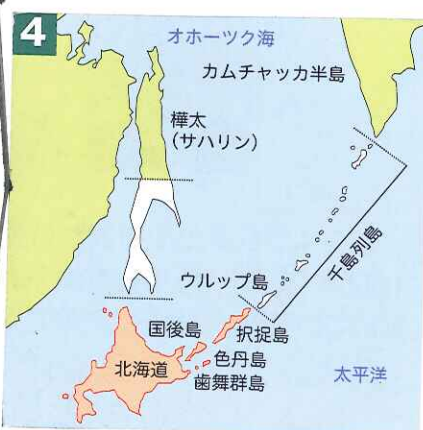 4
オホーツク海
カムチャッカ半島
樺太
(サハリン)
千島列島
ウルップ島
国後島
択捉島
色丹島
北海道
歯舞群島
太平洋